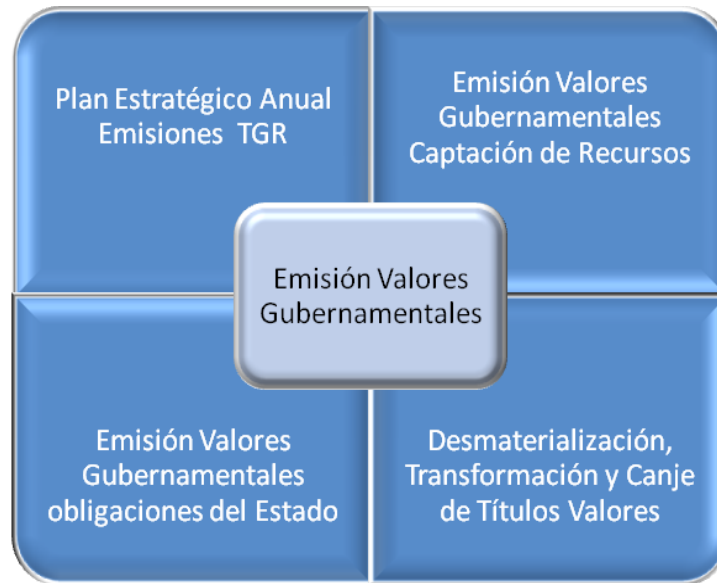 Plan Estratégico Anual
Emisiones TGR
Emisión Valores
Gubernamentales
Captación de Recursos
Emisión Valores
Gubernamentales
Emisión Valores
Gubernamentales
obligaciones del Estado
Desmaterialización,
Transformación y Canje
de Títulos Valores